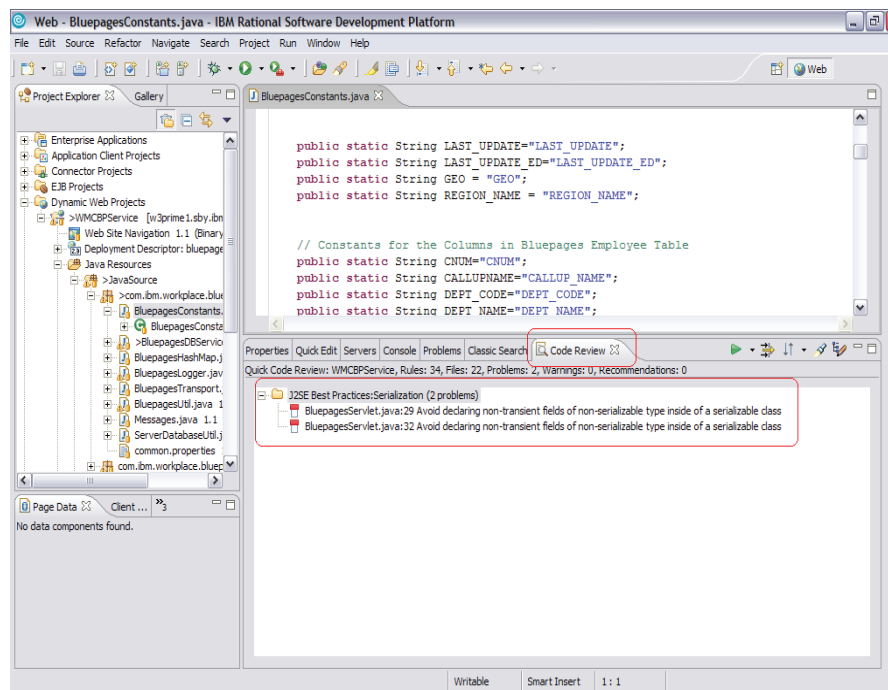 Web - BluepagesConstants.java - IBM Rational Software Development Platform
File Edit Source Refactor Navigate Search Project Run Window Help
Web
Project Explorer
Gallery
Enterprise Applications
Application Client Projects
Connector Projects
EJB Projects
Dynamic Web Projects
>WMCBPService [w3prime1.sby.ibn
Web Site Navigation 1.1 (Binary
Deployment Descriptor: bluepage
Java Resources
>JavaSource
>com.ibm.workplace.blue
BluepagesConstants.
BluepagesConsta
>BluepagesDBServic
BluepagesHashMap.j
BluepagesLogger.jav
BluepagesTransport.
BluepagesUtil.java 1
Messages.java 1.1
ServerDatabaseUtil.j
common.properties
com.ibm.workplace.bluep
Page Data
Client ...
»3
No data components found.
BluepagesConstants.java
public static String LAST_UPDATE="LAST_UPDATE";
public static String LAST_UPDATE_ED="LAST_UPDATE_ED";
public static String GEO = "GEO";
public static String REGION_NAME = "REGION_NAME";
// Constants for the Columns in Bluepages Employee Table
public static String CNUM="CNUM";
public static String CALLUPNAME="CALLUP_NAME";
public static String DEPT_CODE="DEPT_CODE";
public static String DEPT_NAME="DEPT_NAME";
Properties Quick Edit Servers Console Problems Classic Search Code Review
Quick Code Review: WMCBPService, Rules: 34, Files: 22, Problems: 2, Warnings: 0, Recommendations: 0
J2SE Best Practices:Serialization (2 problems)
BluepagesServlet.java:29 Avoid declaring non-transient fields of non-serializable type inside of a serializable class
BluepagesServlet.java:32 Avoid declaring non-transient fields of non-serializable type inside of a serializable class
Writable
Smart Insert
1 : 1